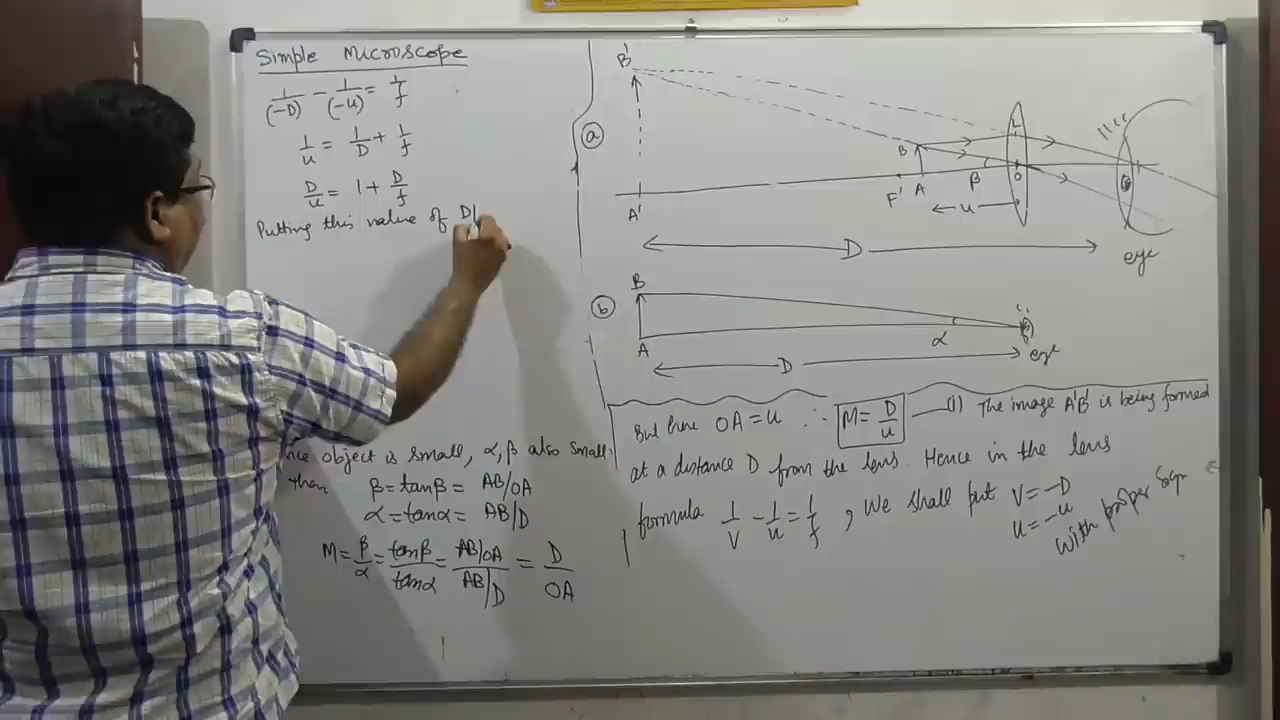 Simple Microscope
1/(-D) - 1/(-u) = 1/f
1/u = 1/D + 1/f
D/u = 1 + D/f
Putting this value of D/
object is small, α, β also small
then β = tanβ = AB/OA
α = tanα = AB/D
M = β/α = tanβ/tanα = AB/OA / AB/D = D/OA
a
B'
A'
B
A
F'
β
L
O
u
D
eye
b
B
A
α
D
eye
But here OA = u ∴ M = D/u (i) The image A'B' is being formed
at a distance D from the lens. Hence in the lens
formula 1/v - 1/u = 1/f, we shall put v = -D
u = -u
with proper sign